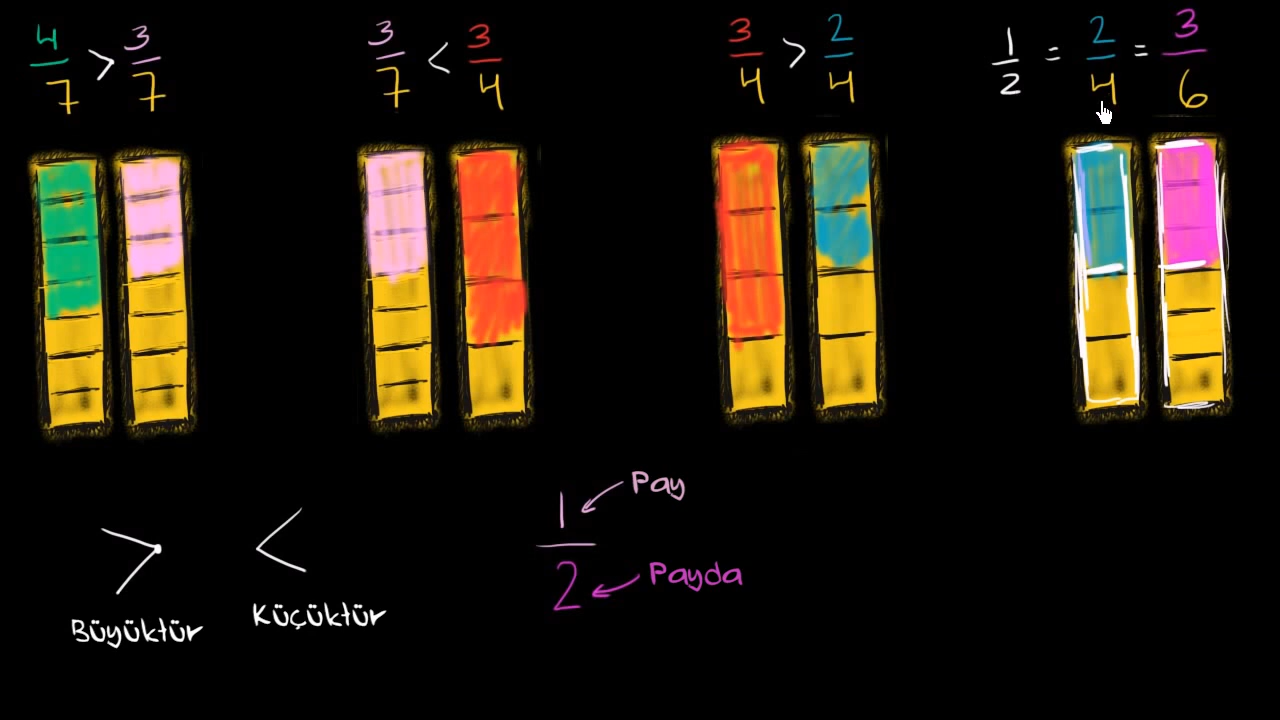 4/7 > 3/7
3/7 < 3/4
3/4 > 2/4
1/2 = 2/4 = 3/6
>
Büyüktür
<
Küçüktür
1/2
Pay
Payda